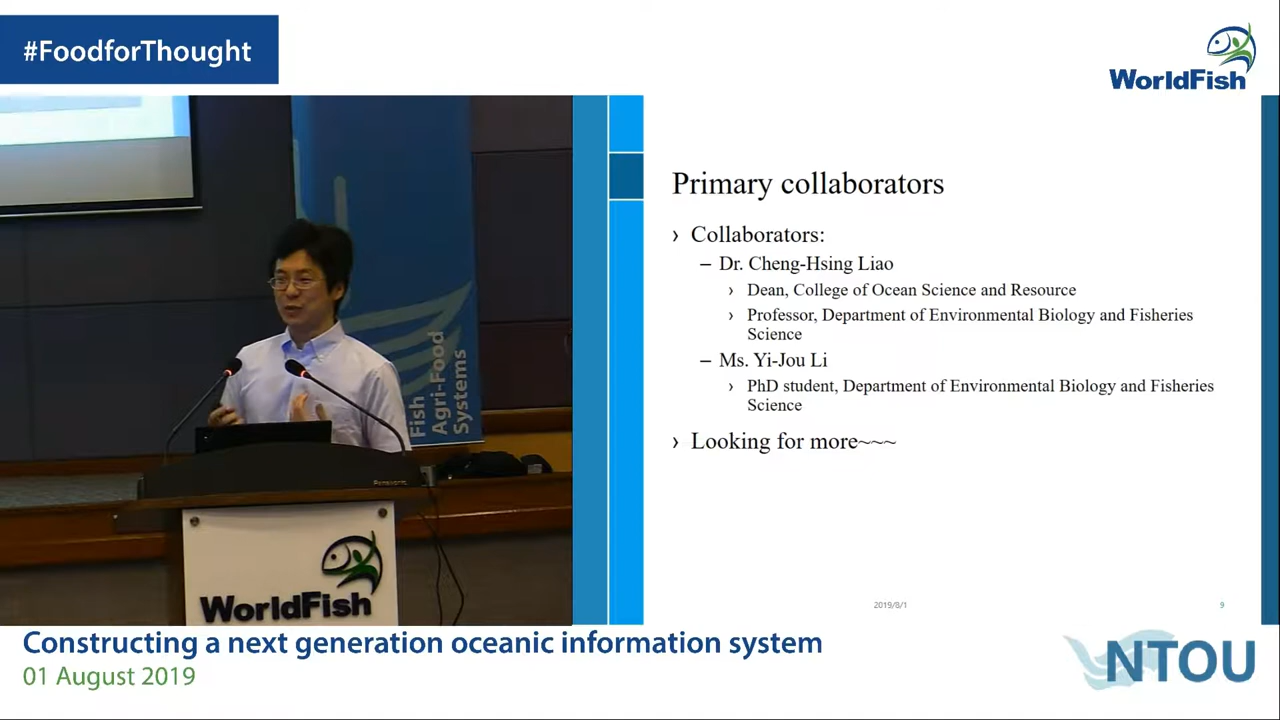 #FoodforThought
WorldFish
Primary collaborators
› Collaborators:
– Dr. Cheng-Hsing Liao
› Dean, College of Ocean Science and Resource
› Professor, Department of Environmental Biology and Fisheries
Science
– Ms. Yi-Jou Li
› PhD student, Department of Environmental Biology and Fisheries
Science
› Looking for more~~~
2019/8/1
9
Fish
Agri-Food
Systems
Panasonic
WorldFish
Constructing a next generation oceanic information system
01 August 2019
NTOU